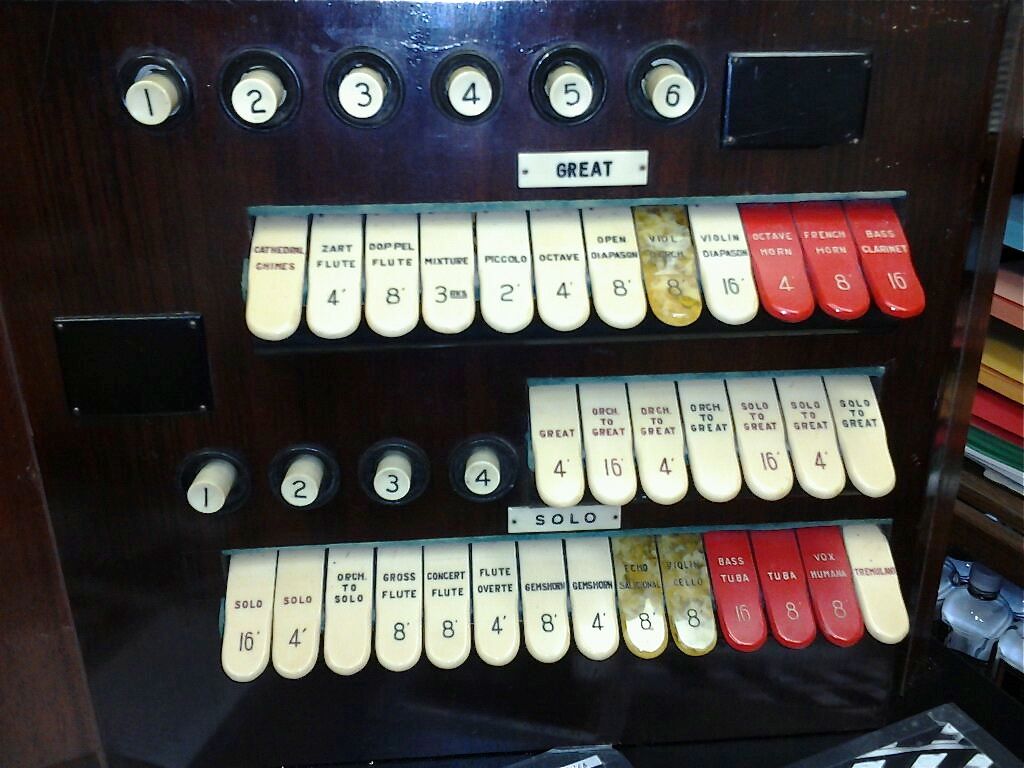 1 2 3 4 5 6
GREAT
CATHEDRAL CHIMES
ZART FLUTE 4'
DOPPEL FLUTE 8'
MIXTURE 3 RKS
PICCOLO 2'
OCTAVE 4'
OPEN DIAPASON 8'
VIOL 8'
VIOLIN DIAPASON 16'
OCTAVE HORN 4'
FRENCH HORN 8'
BASS CLARINET 16'
GREAT 4'
ORCH. TO GREAT 16'
ORCH. TO GREAT 4'
ORCH. TO GREAT
SOLO TO GREAT 16'
SOLO TO GREAT 4'
SOLO TO GREAT
1 2 3 4
SOLO
SOLO 16'
SOLO 4'
ORCH. TO SOLO
GROSS FLUTE 8'
CONCERT FLUTE 8'
FLUTE OVERTE 4'
GEMSHORN 8'
GEMSHORN 4'
ECHO SALICIONAL 8'
VIOLIN CELLO 8'
BASS TUBA 16'
TUBA 8'
VOX HUMANA 8'
TREMULANT